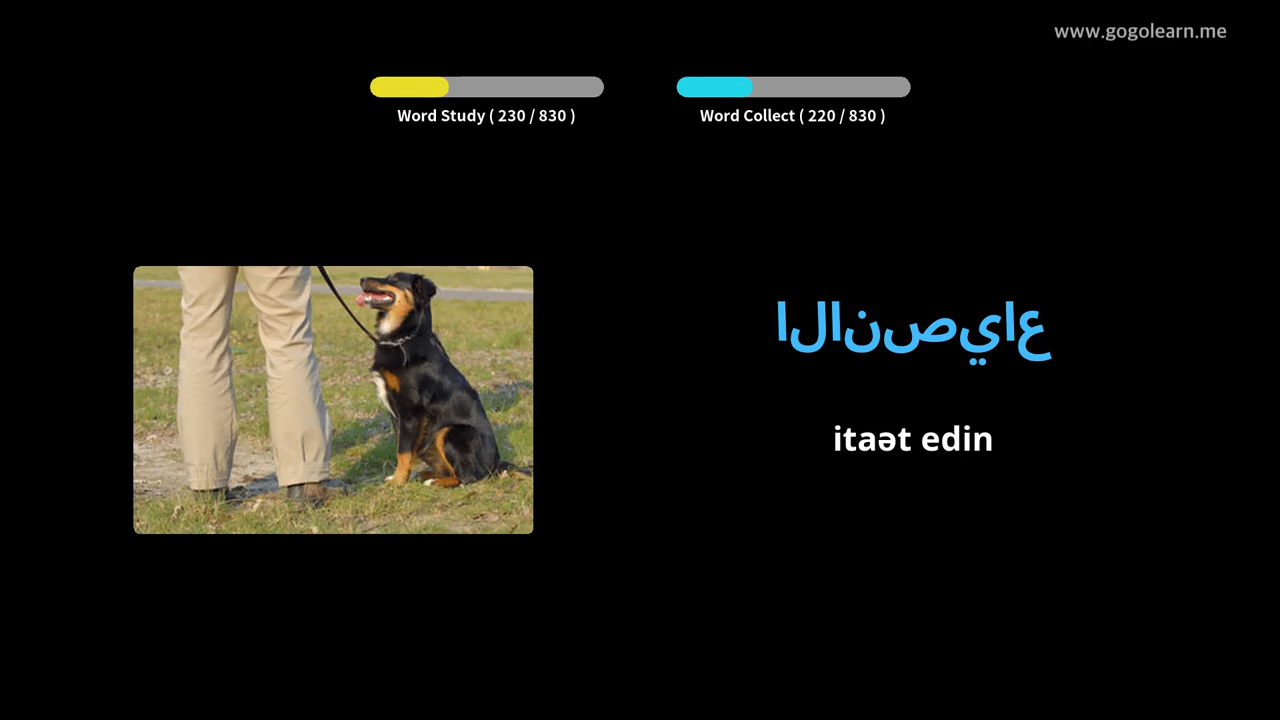 www.gogolearn.me
Word Study ( 230 / 830 )
Word Collect ( 220 / 830 )
الانصياع
itaət edin